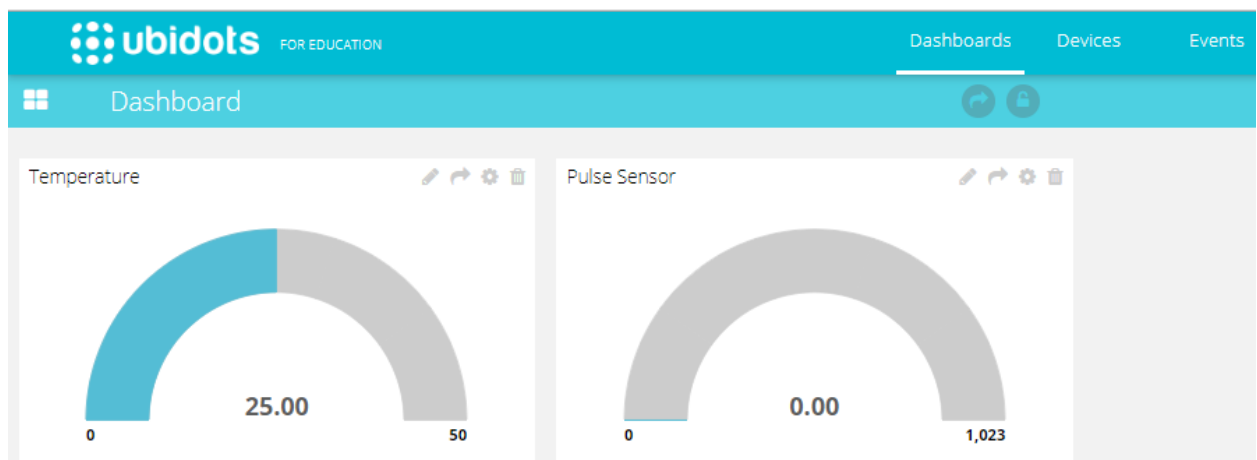 ubidots FOR EDUCATION Dashboards Devices Events
Dashboard
Temperature
25.00
0 50
Pulse Sensor
0.00
0 1,023